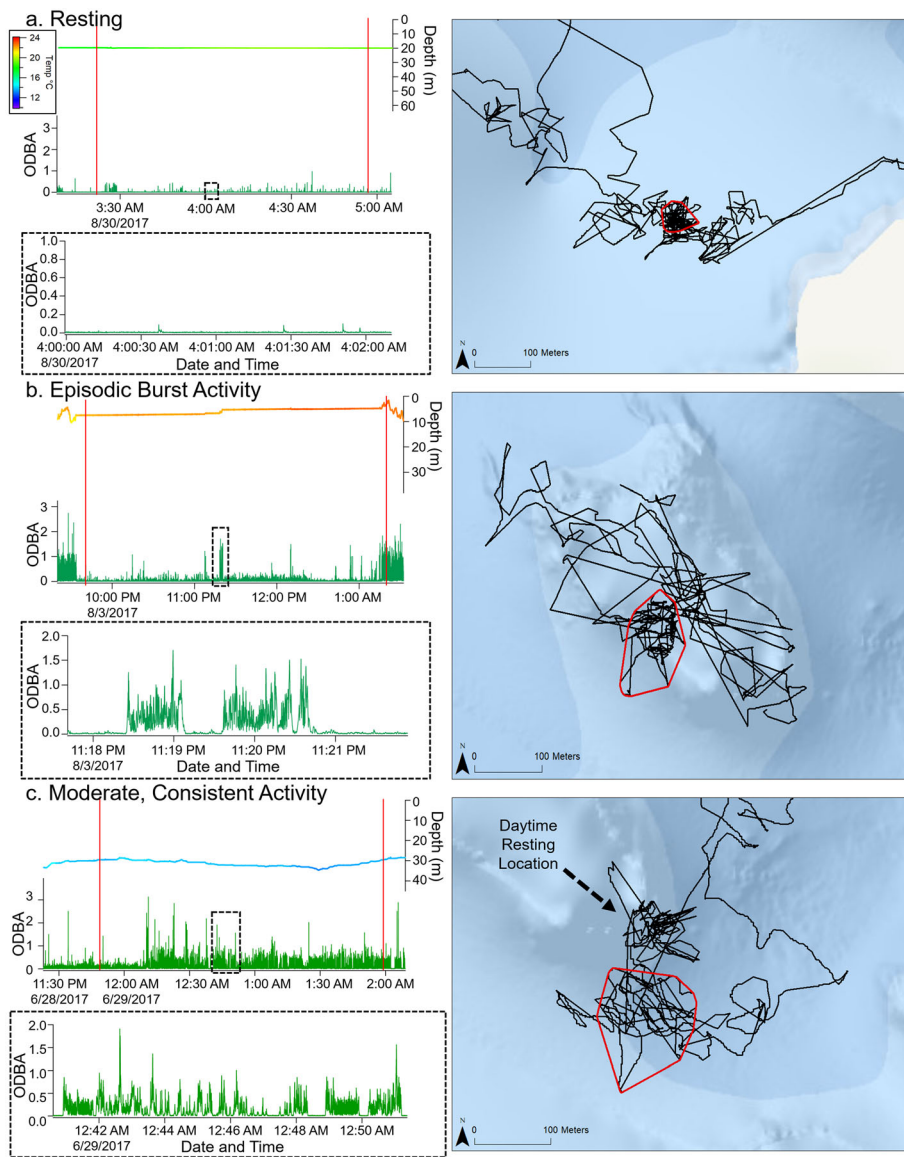 a. Resting
24
20
16
12
Temp °C
0
10
20
30
40
50
60
Depth (m)
3
2
1
0
ODBA
3:30 AM 4:00 AM 4:30 AM 5:00 AM
8/30/2017
1.0
0.8
0.6
0.4
0.2
0.0
ODBA
4:00:00 AM 4:00:30 AM 4:01:00 AM 4:01:30 AM 4:02:00 AM
8/30/2017 Date and Time
N
0 100 Meters
b. Episodic Burst Activity
0
10
20
30
Depth (m)
3
2
1
0
ODBA
10:00 PM 11:00 PM 12:00 PM 1:00 AM
8/3/2017
2.0
1.5
1.0
0.5
0.0
ODBA
11:18 PM 11:19 PM 11:20 PM 11:21 PM
8/3/2017 Date and Time
N
0 100 Meters
c. Moderate, Consistent Activity
0
10
20
30
40
Depth (m)
3
2
1
0
ODBA
11:30 PM 12:00 AM 12:30 AM 1:00 AM 1:30 AM 2:00 AM
6/28/2017 6/29/2017
2.0
1.5
1.0
0.5
0.0
ODBA
12:42 AM 12:44 AM 12:46 AM 12:48 AM 12:50 AM
6/29/2017 Date and Time
Daytime
Resting
Location
N
0 100 Meters